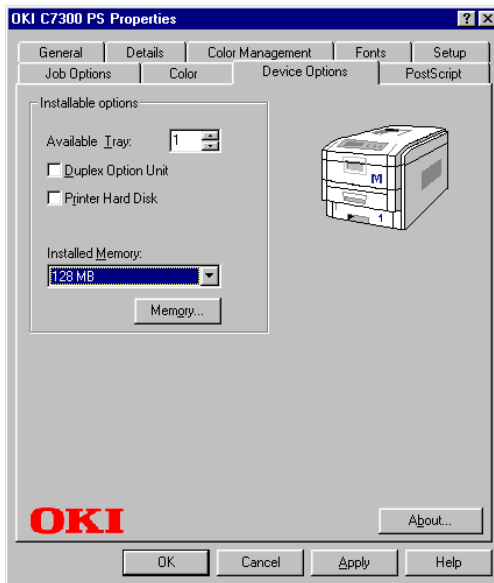 OKI C7300 PS Properties
General Details Color Management Fonts Setup
Job Options Color Device Options PostScript
Installable options
Available Tray: 1
Duplex Option Unit
Printer Hard Disk
M
1
Installed Memory:
128 MB
Memory...
OKI
About...
OK Cancel Apply Help